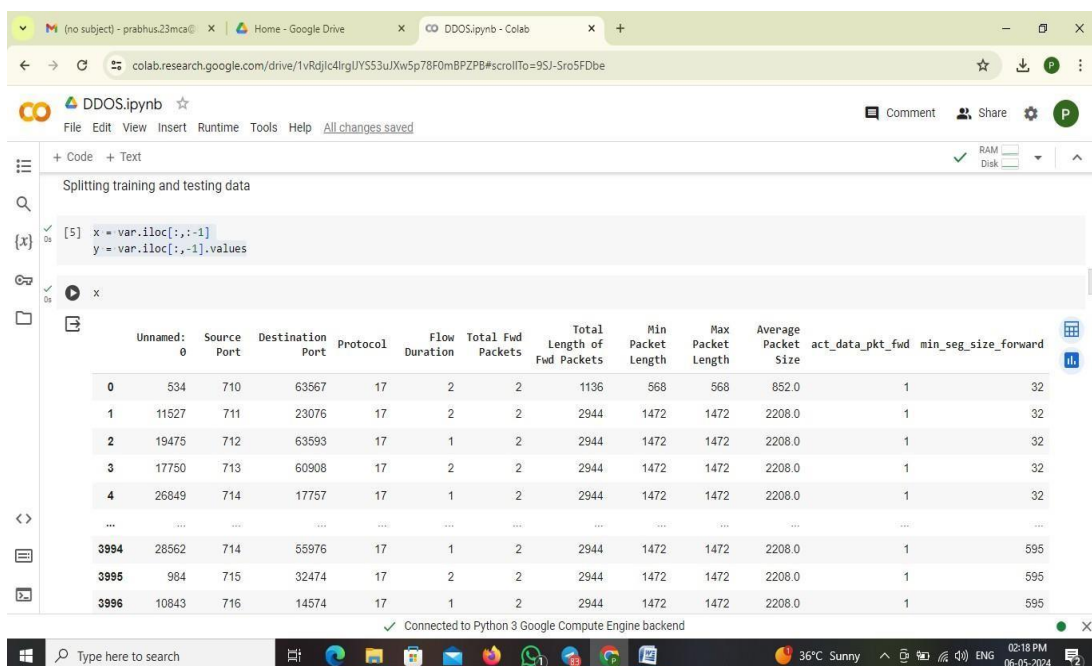 (no subject) - prabhus.23mca@ Home - Google Drive DDOS.ipynb - Colab
colab.research.google.com/drive/1vRdjIc4IrgUYS53uJXw5p78F0mBPZPB#scrollTo=9SJ-Sro5FDbe
DDOS.ipynb
Comment Share P
File Edit View Insert Runtime Tools Help All changes saved
+ Code + Text RAM Disk
Splitting training and testing data
[5] x = var.iloc[:,:-1]
0s y = var.iloc[:,-1].values
x
0s
Unnamed: 0 Source Port Destination Port Protocol Flow Duration Total Fwd Packets Total Length of Fwd Packets Min Packet Length Max Packet Length Average Packet Size act_data_pkt_fwd min_seg_size_forward
0 534 710 63567 17 2 2 1136 568 568 852.0 1 32
1 11527 711 23076 17 2 2 2944 1472 1472 2208.0 1 32
2 19475 712 63593 17 1 2 2944 1472 1472 2208.0 1 32
3 17750 713 60908 17 2 2 2944 1472 1472 2208.0 1 32
4 26849 714 17757 17 1 2 2944 1472 1472 2208.0 1 32
... ... ... ... ... ... ... ... ... ... ... ... ...
3994 28562 714 55976 17 1 2 2944 1472 1472 2208.0 1 595
3995 984 715 32474 17 2 2 2944 1472 1472 2208.0 1 595
3996 10843 716 14574 17 1 2 2944 1472 1472 2208.0 1 595
Connected to Python 3 Google Compute Engine backend
Type here to search 36°C Sunny ENG 02:18 PM
06-05-2024